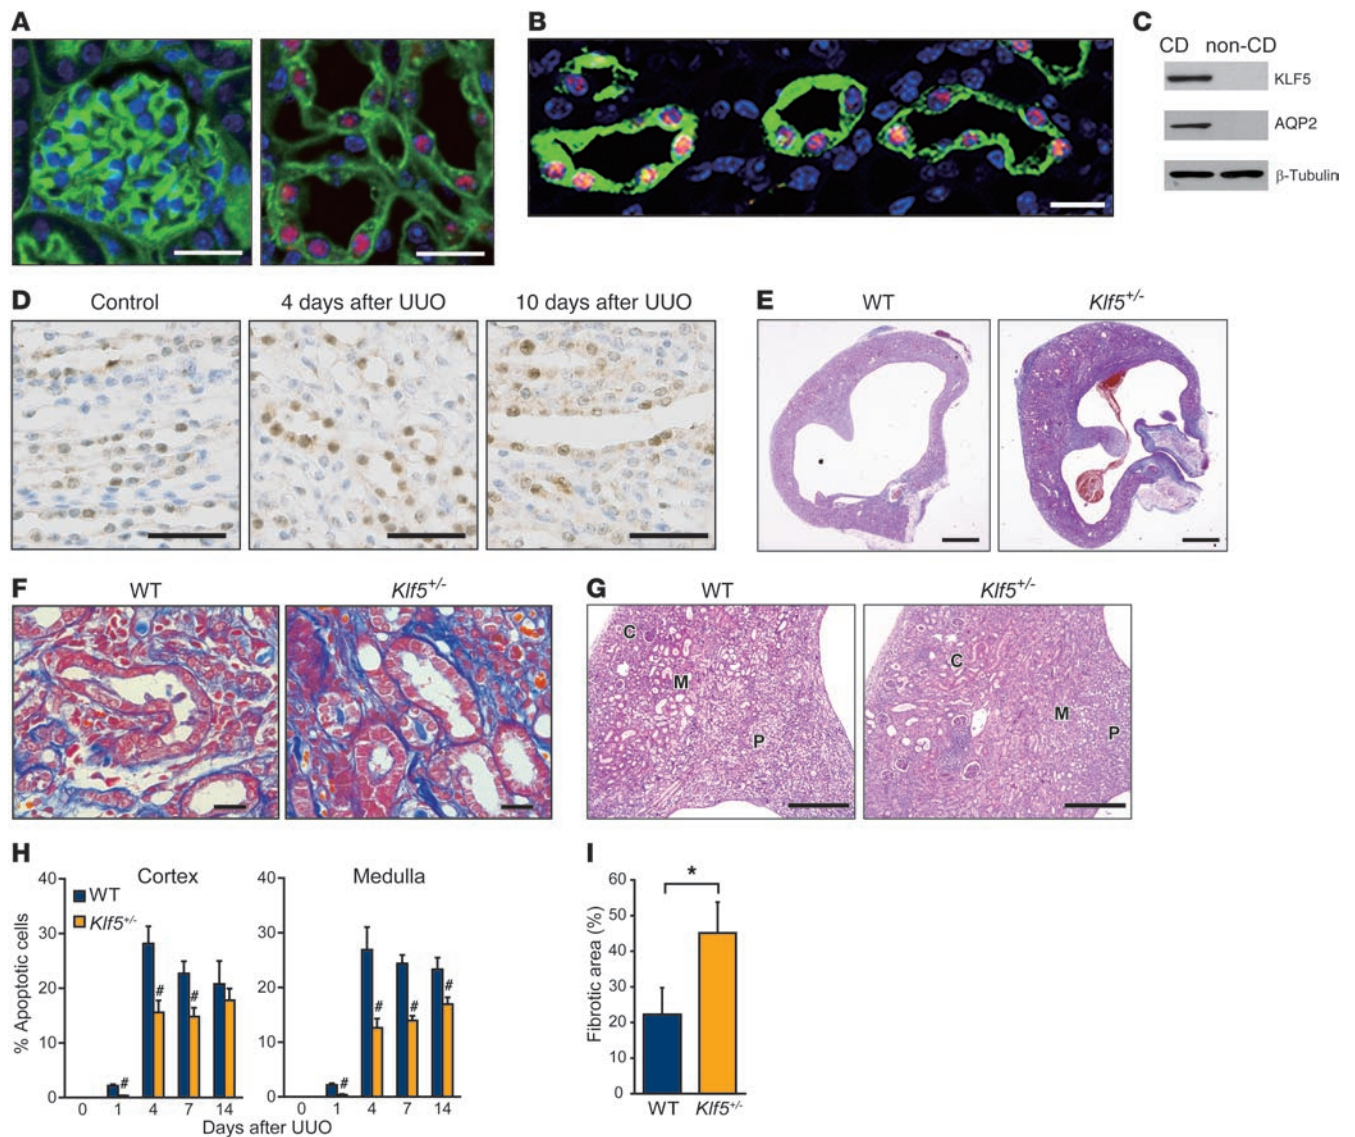 A
B
C
CD non-CD
KLF5
AQP2
β-Tubulin
D
Control
4 days after UUO
10 days after UUO
E
WT
Klf5+/-
F
WT
Klf5+/-
G
WT
Klf5+/-
C
M
P
C
M
P
H
Cortex
Medulla
WT
Klf5+/-
% Apoptotic cells
40
30
20
10
0
# # #
0 1 4 7 14
40
30
20
10
0
# # # #
0 1 4 7 14
Days after UUO
I
Fibrotic area (%)
60
50
40
30
20
10
0
*
WT Klf5+/-